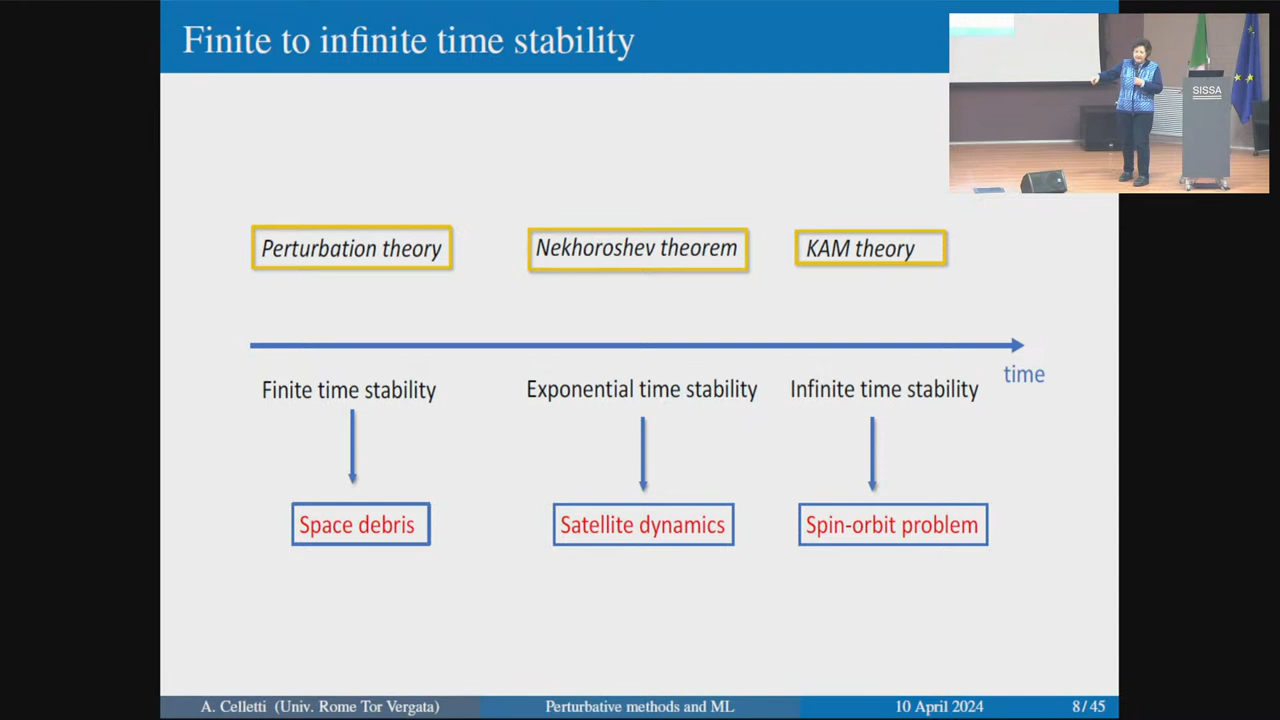 Finite to infinite time stability
SISSA
Perturbation theory
Nekhoroshev theorem
KAM theory
time
Finite time stability
Exponential time stability
Infinite time stability
Space debris
Satellite dynamics
Spin-orbit problem
A. Celletti (Univ. Rome Tor Vergata)
Perturbative methods and ML
10 April 2024
8 / 45